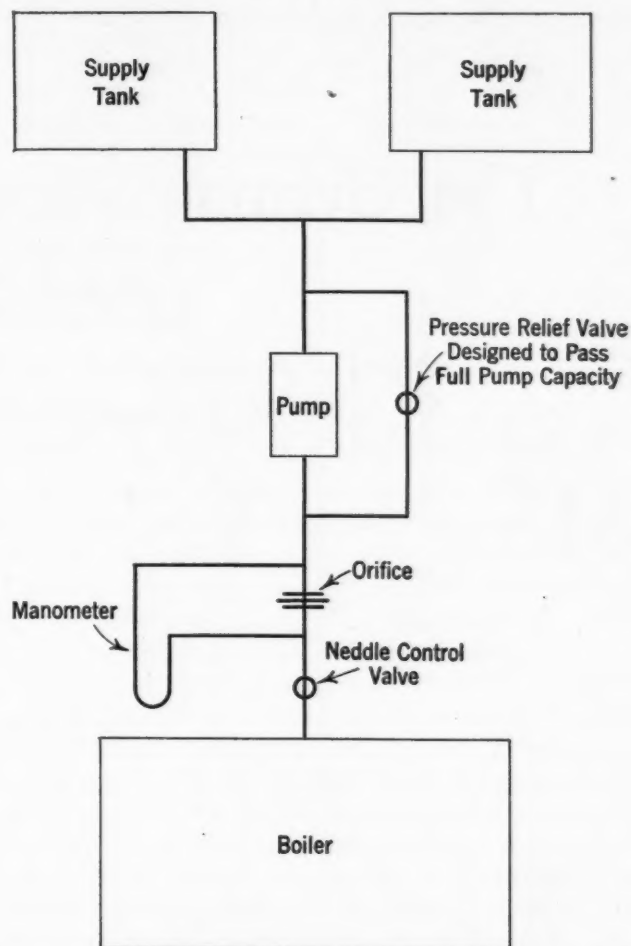 Supply
Tank
Supply
Tank
Pressure Relief Valve
Designed to Pass
Full Pump Capacity
Pump
Orifice
Manometer
Neddle Control
Valve
Boiler